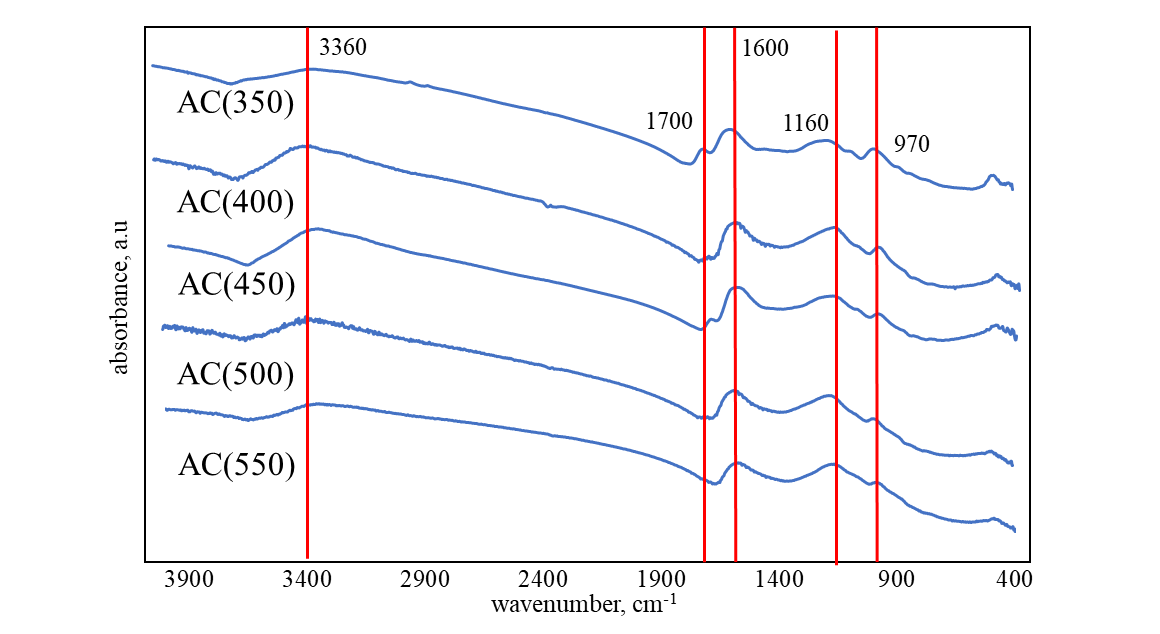 3360
1600
AC(350)
1700
1160
970
AC(400)
AC(450)
AC(500)
AC(550)
absorbance, a.u
3900 3400 2900 2400 1900 1400 900 400
wavenumber, cm⁻¹